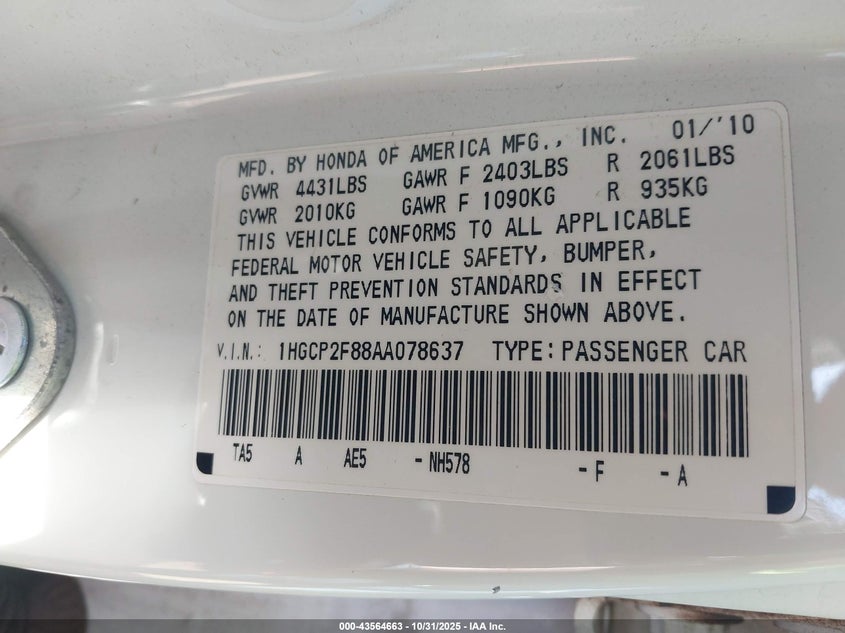 MFD. BY HONDA OF AMERICA MFG., INC. 01/'10
GVWR 4431LBS GAWR F 2403LBS R 2061LBS
GVWR 2010KG GAWR F 1090KG R 935KG
THIS VEHICLE CONFORMS TO ALL APPLICABLE
FEDERAL MOTOR VEHICLE SAFETY, BUMPER,
AND THEFT PREVENTION STANDARDS IN EFFECT
ON THE DATE OF MANUFACTURE SHOWN ABOVE.
V.I.N.: 1HGCP2F88AA078637 TYPE: PASSENGER CAR
TA5 A AE5 -NH578 -F -A
000-43564663 - 10/31/2025 - IAA Inc.